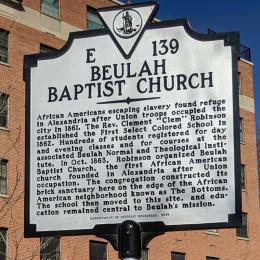 E 139
BEULAH
BAPTIST CHURCH
African Americans escaping slavery found refuge
in Alexandria after Union troops occupied the
city in 1861. The Rev. Clement "Clem" Robinson
established the First Select Colored School in
1862. Hundreds of students registered for day
and evening classes and for courses at the
associated Beulah Normal and Theological Insti-
tute. In Oct. 1863, Robinson organized Beulah
Baptist Church, the first African American
church founded in Alexandria after Union
occupation. The congregation constructed its
brick sanctuary here on the edge of the African
American neighborhood known as The Bottoms.
The school then moved to this site, and edu-
cation remained central to Beulah's mission.
DEPARTMENT OF HISTORIC RESOURCES,